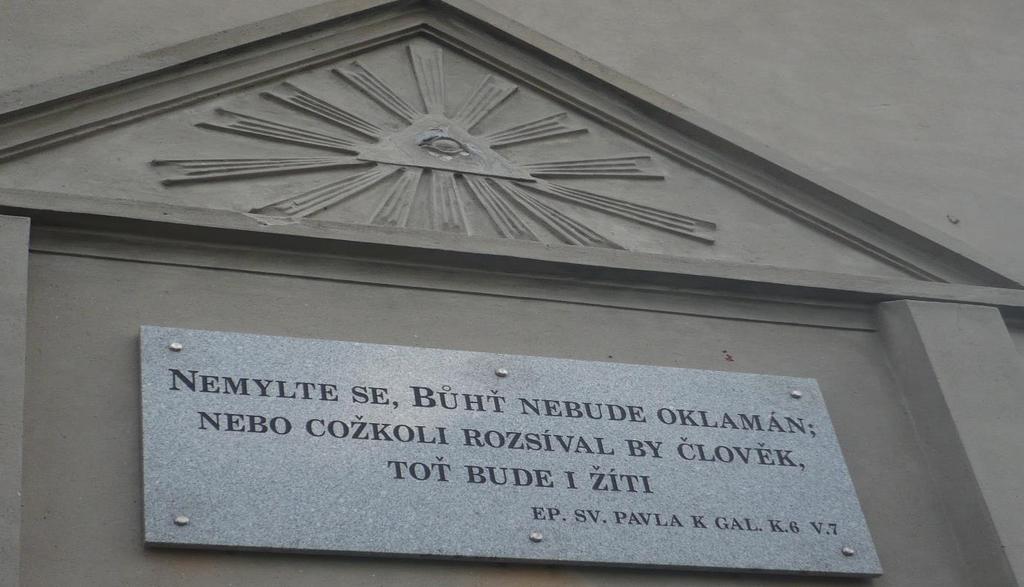 NEMYLTE SE, BŮHŤ NEBUDE OKLAMÁN;
NEBO COŽKOLI ROZSÍVAL BY ČLOVĚK,
TOŤ BUDE I ŽÍTI
EP. SV. PAVLA K GAL. K.6 V.7